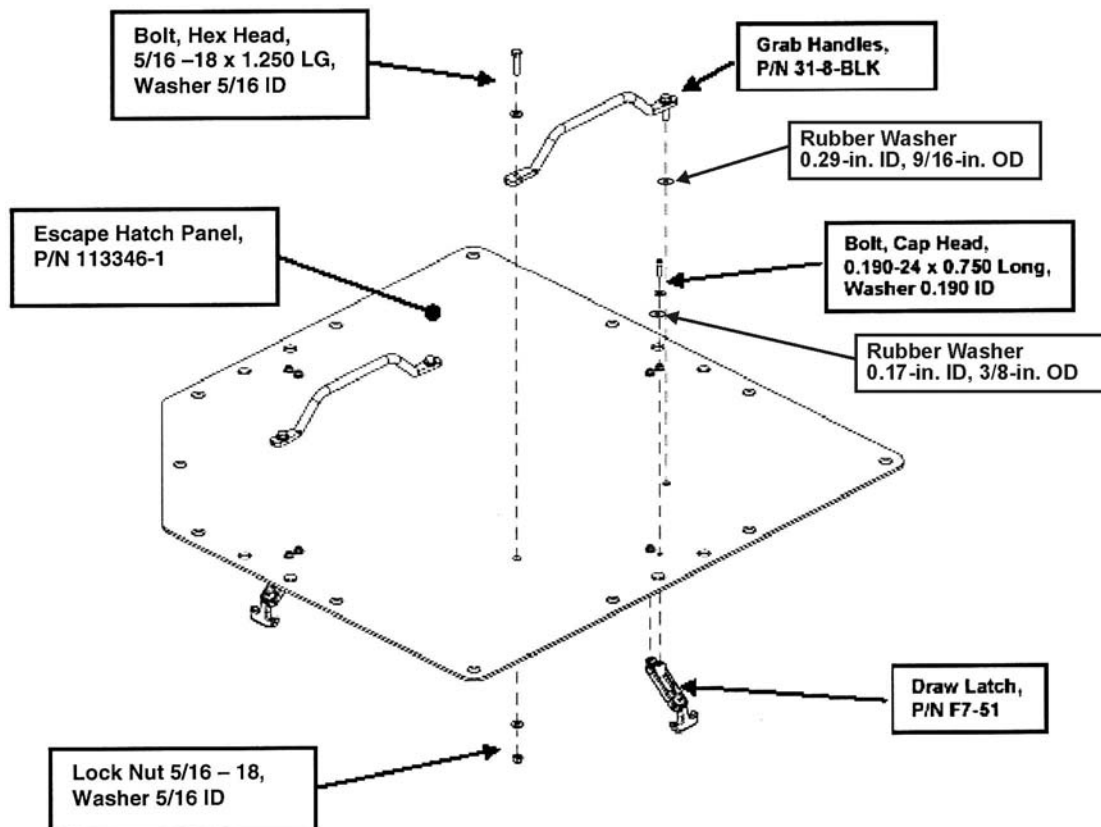 Bolt, Hex Head,
5/16 –18 x 1.250 LG,
Washer 5/16 ID
Grab Handles,
P/N 31-8-BLK
Rubber Washer
0.29-in. ID, 9/16-in. OD
Escape Hatch Panel,
P/N 113346-1
Bolt, Cap Head,
0.190-24 x 0.750 Long,
Washer 0.190 ID
Rubber Washer
0.17-in. ID, 3/8-in. OD
Draw Latch,
P/N F7-51
Lock Nut 5/16 – 18,
Washer 5/16 ID